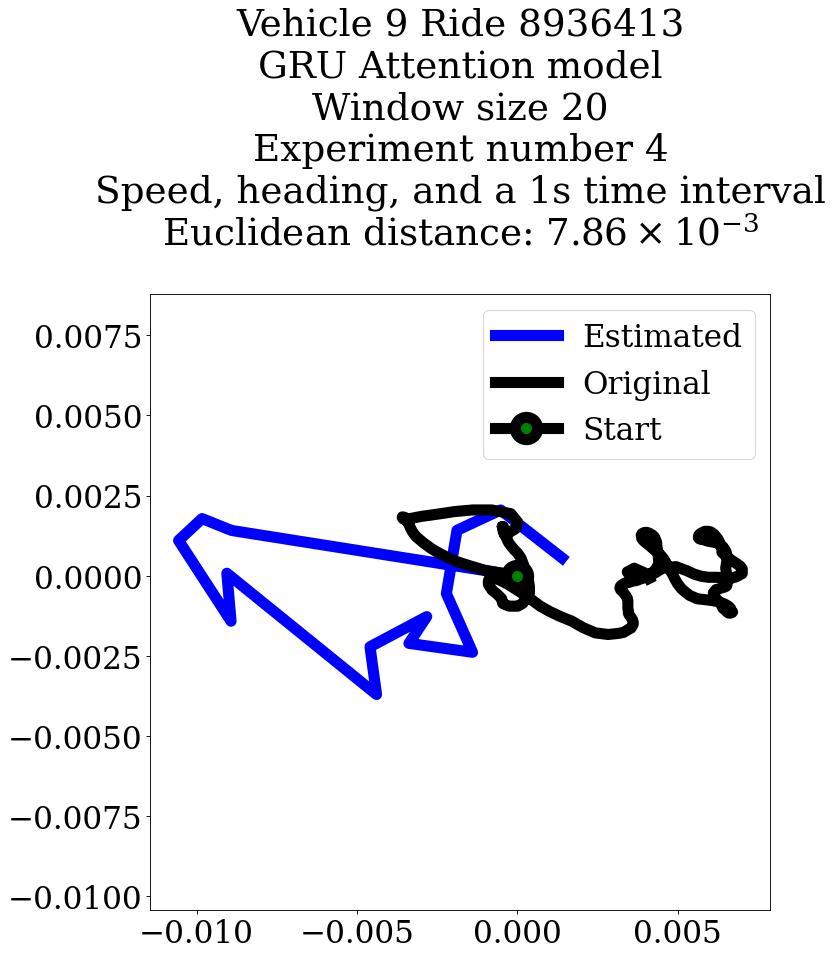 Vehicle 9 Ride 8936413
GRU Attention model
Window size 20
Experiment number 4
Speed, heading, and a 1s time interval
Euclidean distance: 7.86 × 10⁻³
Estimated
Original
Start
0.0075
0.0050
0.0025
0.0000
−0.0025
−0.0050
−0.0075
−0.0100
−0.010
−0.005
0.000
0.005